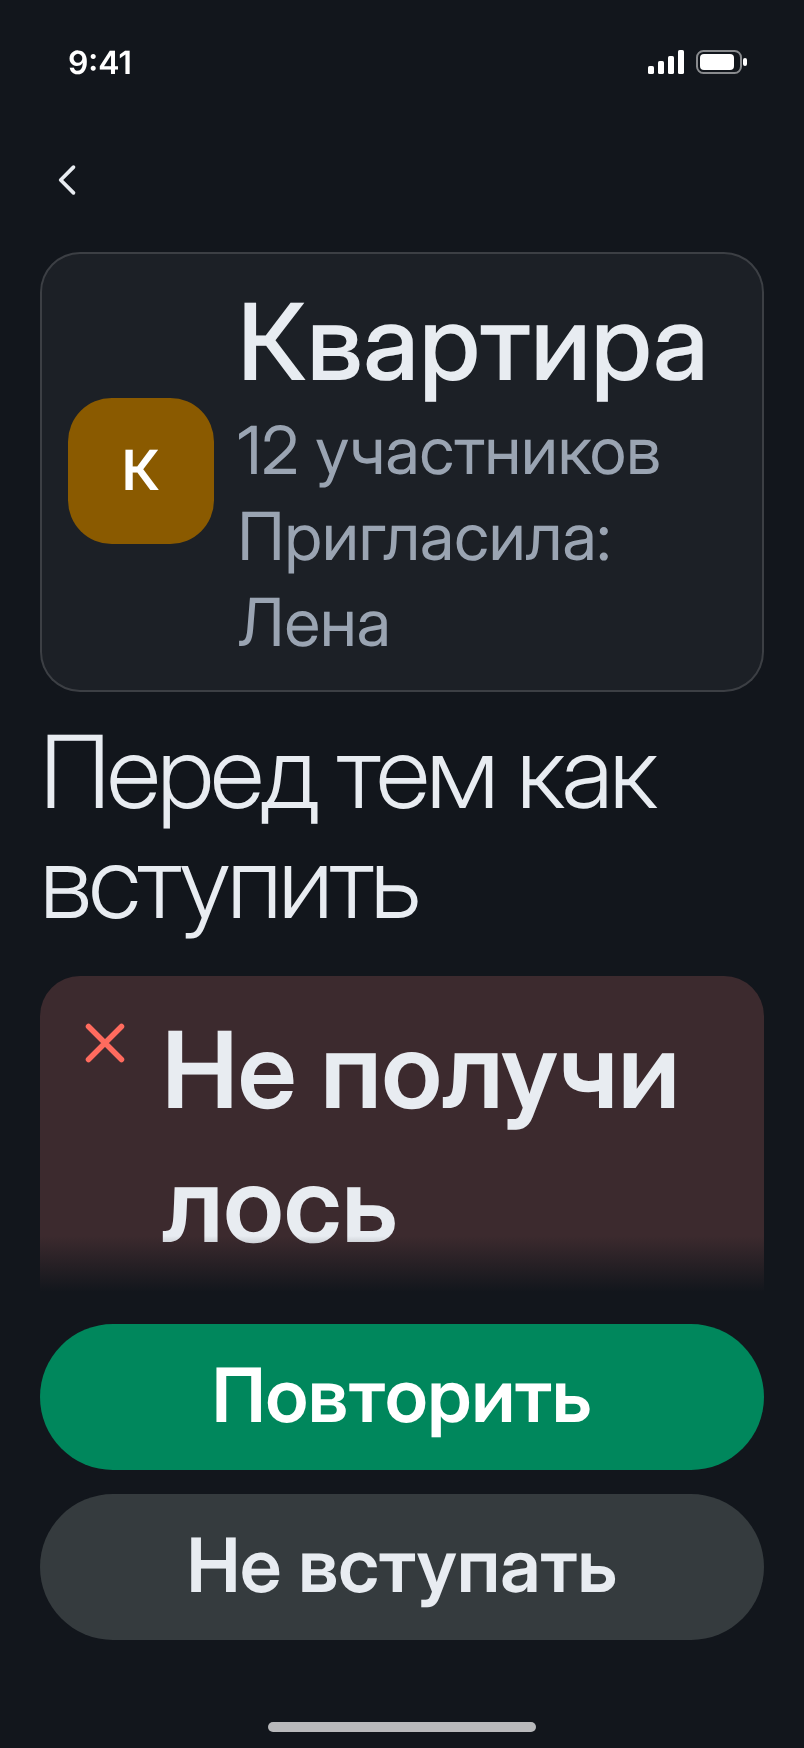 9:41
Квартира
К
12 участников
Пригласила:
Лена
Перед тем как
вступить
Не получи
лось
Повторить
Не вступать